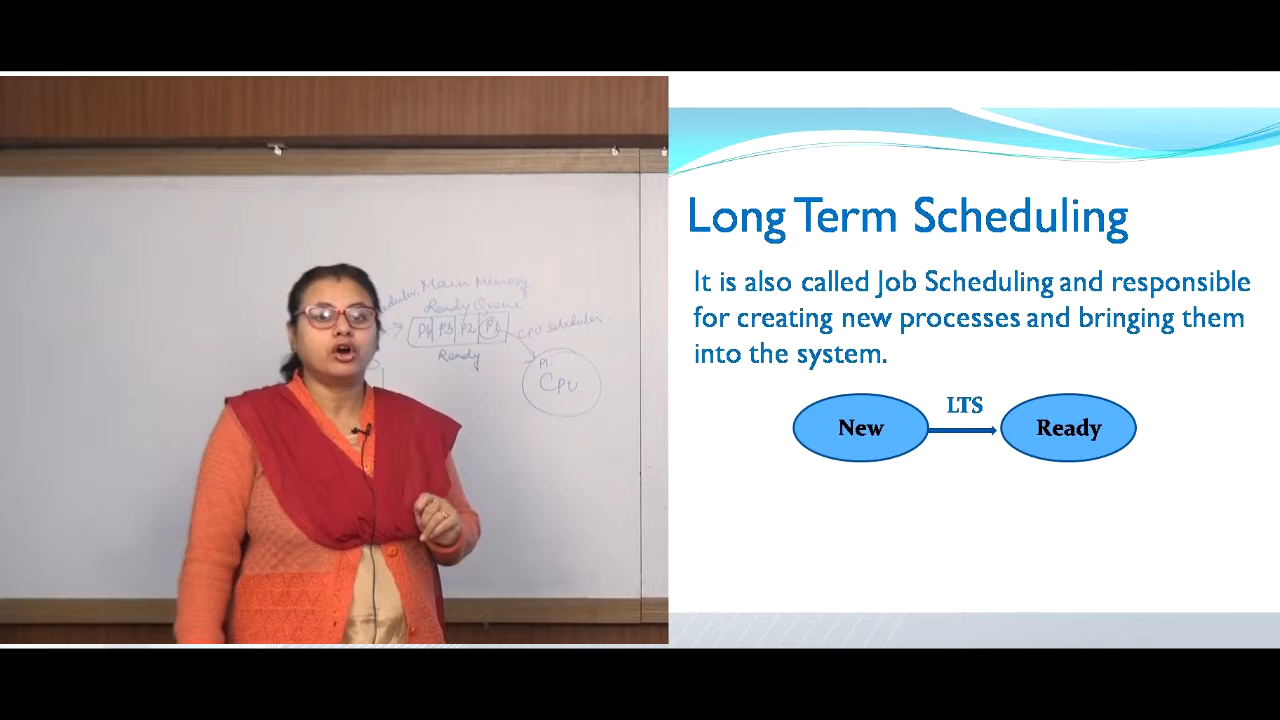 Main Memory
Ready Queue
P4 P3 P2 P1
Ready
CPU
P1.
CPU.
Long Term Scheduling
It is also called Job Scheduling and responsible
for creating new processes and bringing them
into the system.
LTS
New
Ready